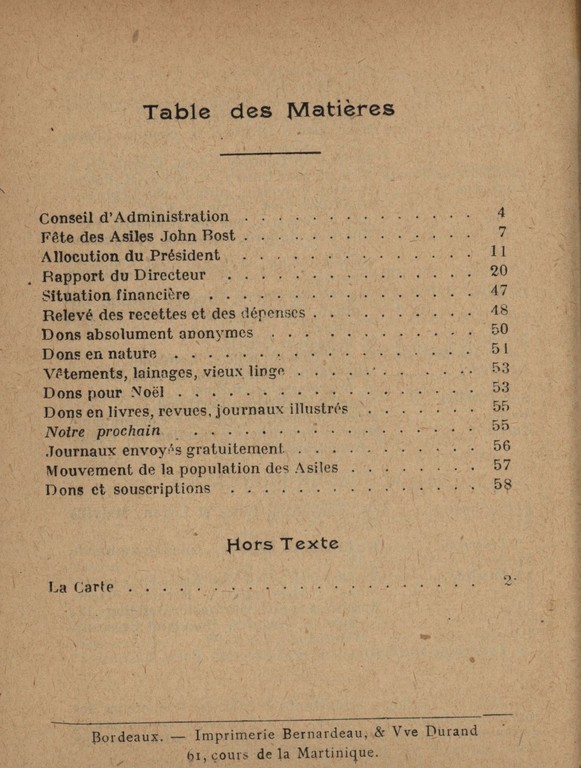 Table des Matières
Conseil d'Administration . . . . . . . . . . . . . . 4
Fête des Asiles John Bost . . . . . . . . . . . . . . 7
Allocution du Président . . . . . . . . . . . . . . 11
Rapport du Directeur . . . . . . . . . . . . . . 20
Situation financière . . . . . . . . . . . . . . 47
Relevé des recettes et des dépenses . . . . . . . . . . 48
Dons absolument anonymes . . . . . . . . . . . . 50
Dons en nature . . . . . . . . . . . . . . . . 51
Vêtements, lainages, vieux linge . . . . . . . . . . 53
Dons pour Noël . . . . . . . . . . . . . . . . 53
Dons en livres, revues, journaux illustrés . . . . . . . 55
Notre prochain . . . . . . . . . . . . . . . 55
Journaux envoyés gratuitement . . . . . . . . . . . 56
Mouvement de la population des Asiles . . . . . . . . 57
Dons et souscriptions . . . . . . . . . . . . . . 58
Hors Texte
La Carte . . . . . . . . . . . . . . . . . . 2
Bordeaux. — Imprimerie Bernardeau, & Vve Durand
61, cours de la Martinique.